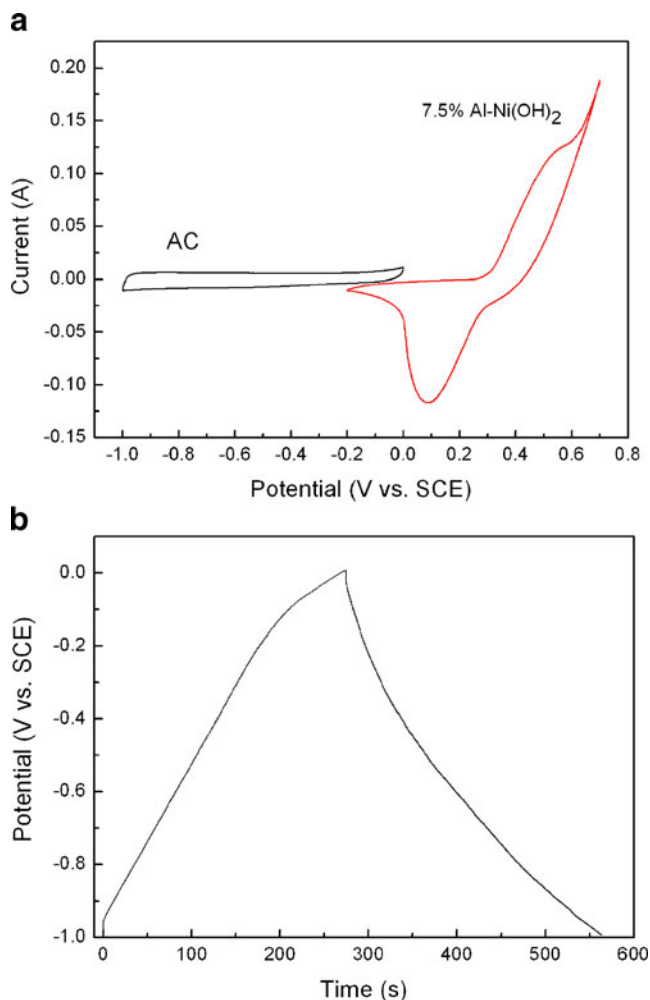 a
0.20
0.15
0.10
0.05
0.00
-0.05
-0.10
-0.15
Current (A)
7.5% Al-Ni(OH)2
AC
-1.0 -0.8 -0.6 -0.4 -0.2 0.0 0.2 0.4 0.6 0.8
Potential (V vs. SCE)
b
0.0
-0.2
-0.4
-0.6
-0.8
-1.0
Potential (V vs. SCE)
0 100 200 300 400 500 600
Time (s)